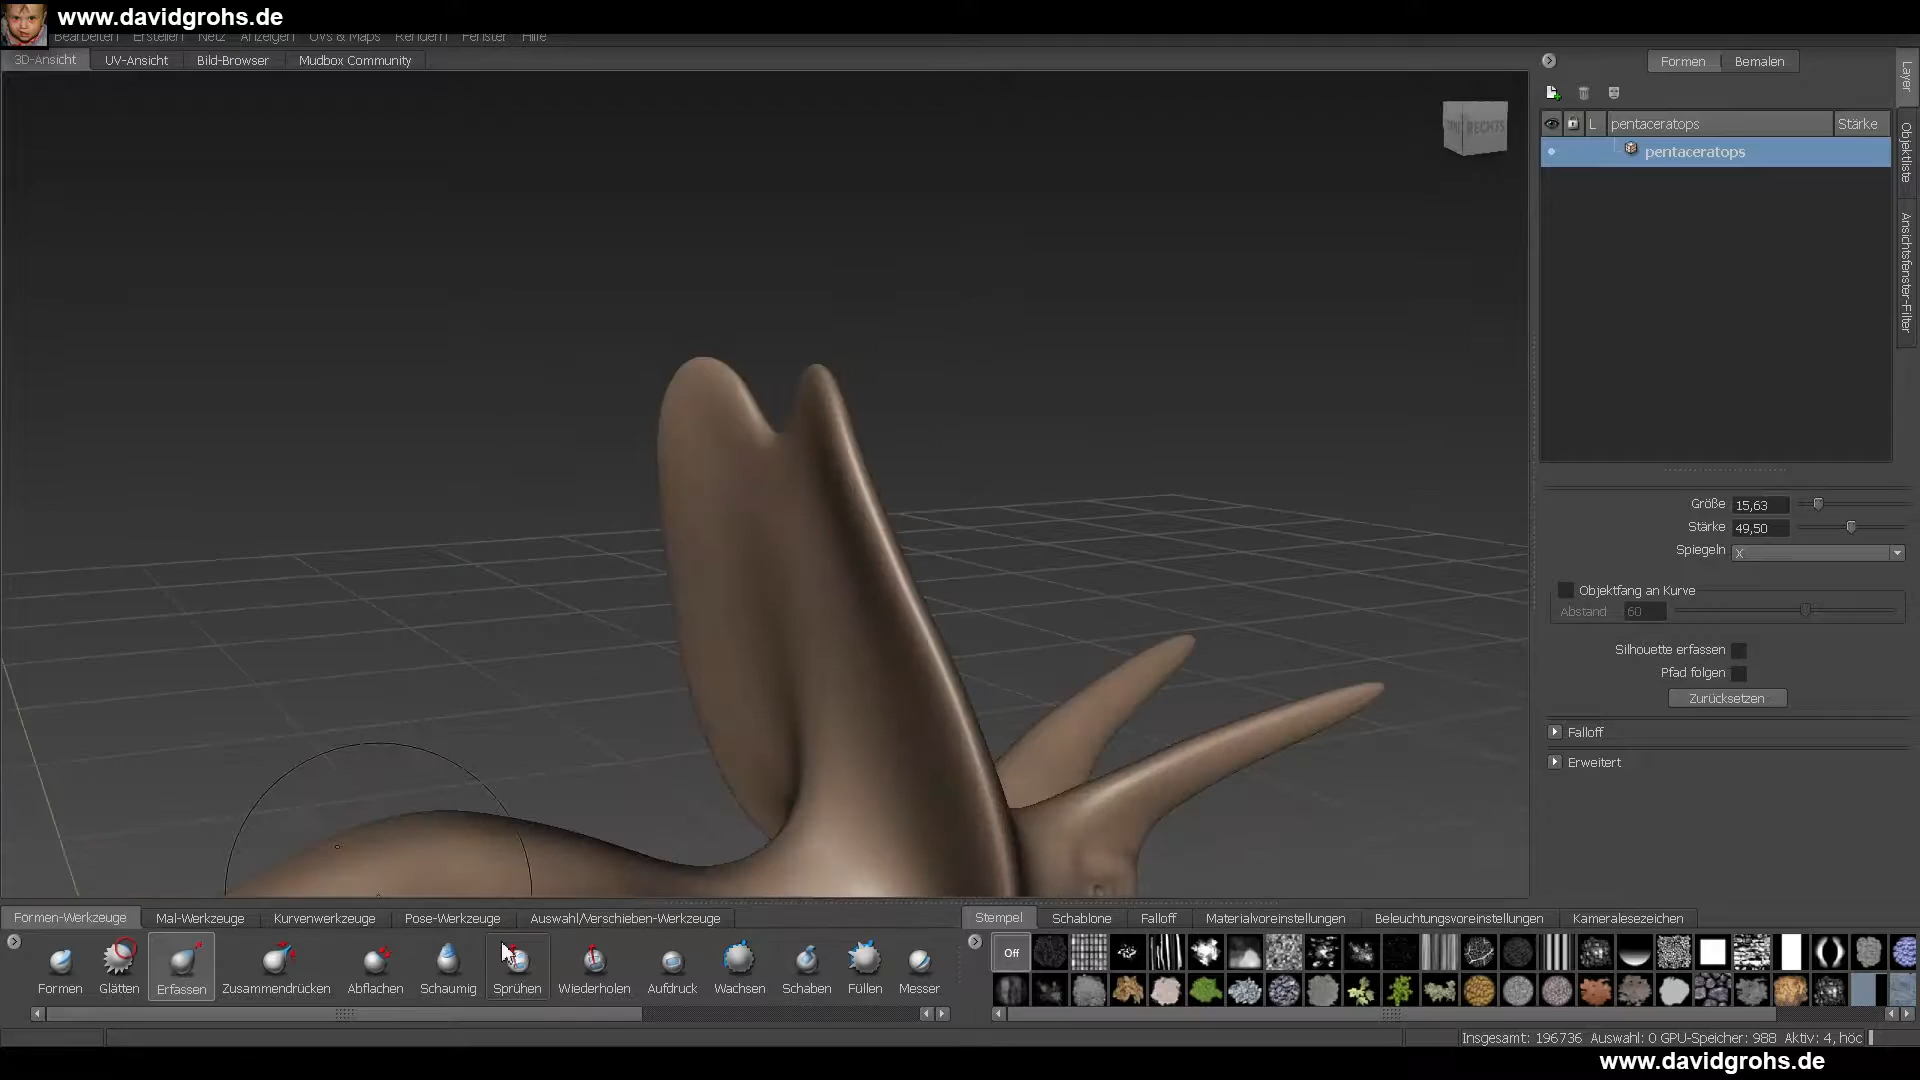 www.davidgrohs.de
Bearbeiten Erstellen Netz Anzeigen UVs & Maps Rendern Fenster Hilfe
3D-Ansicht UV-Ansicht Bild-Browser Mudbox Community
Formen Bemalen
Layer
Objektliste
Ansichtsfenster-Filter
RECHTS
L pentaceratops Stärke
pentaceratops
Größe 15,63
Stärke 49,50
Spiegeln X
Objektfang an Kurve
Abstand 60
Silhouette erfassen
Pfad folgen
Zurücksetzen
Falloff
Erweitert
Formen-Werkzeuge Mal-Werkzeuge Kurvenwerkzeuge Pose-Werkzeuge Auswahl/Verschieben-Werkzeuge
Stempel Schablone Falloff Materialvoreinstellungen Beleuchtungsvoreinstellungen Kameralesezeichen
Off
Formen Glätten Erfassen Zusammendrücken Abflachen Schaumig Sprühen Wiederholen Aufdruck Wachsen Schaben Füllen Messer
Insgesamt: 196736 Auswahl: 0 GPU-Speicher: 988 Aktiv: 4, höc
www.davidgrohs.de